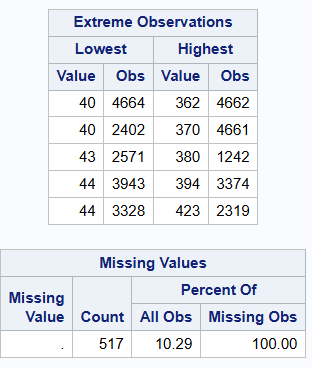 Extreme Observations
Lowest Highest
Value Obs Value Obs
40 4664 362 4662
40 2402 370 4661
43 2571 380 1242
44 3943 394 3374
44 3328 423 2319
Missing Values
Missing Value Count Percent Of
All Obs Missing Obs
. 517 10.29 100.00